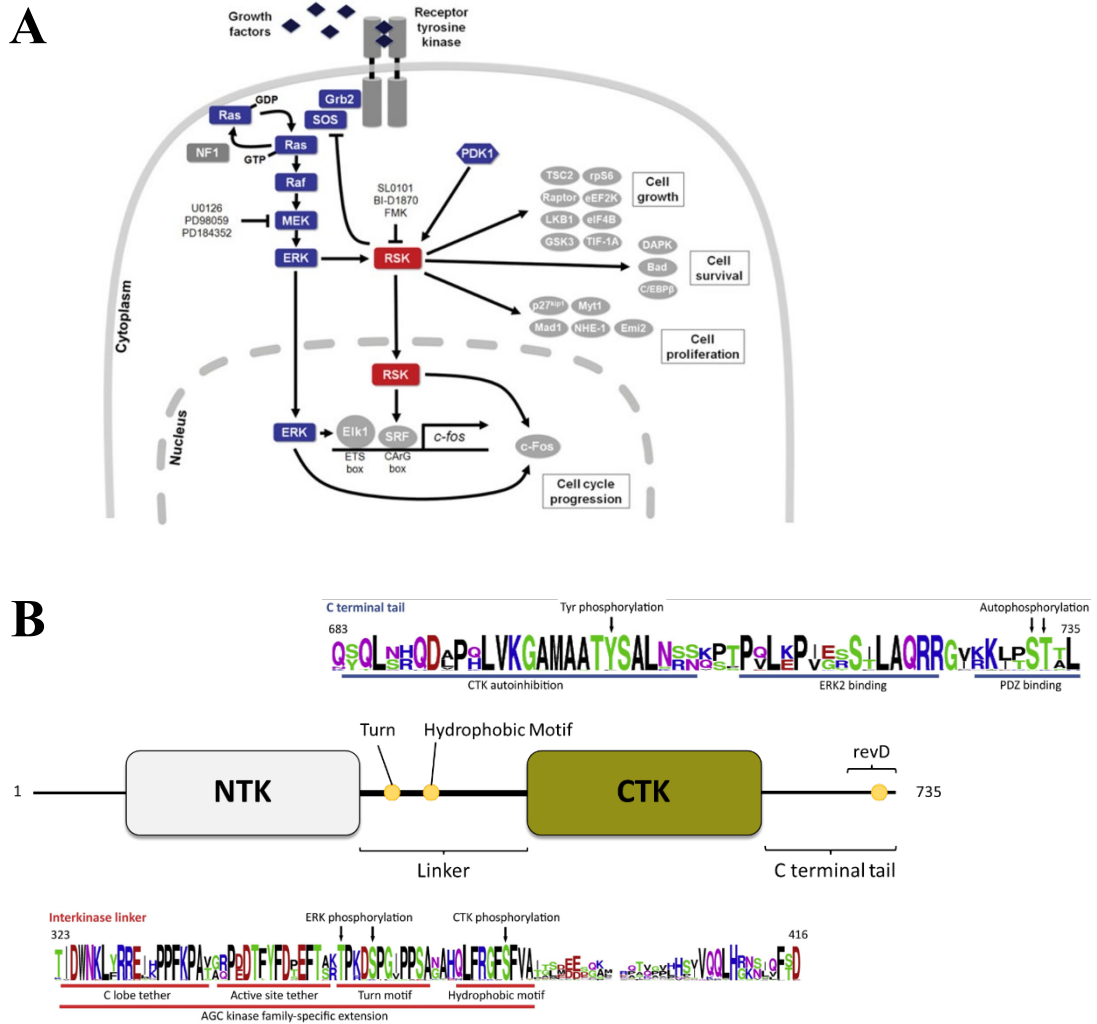 A
Growth
factors
Receptor
tyrosine
kinase
Grb2
SOS
GDP
Ras
Ras
GTP
NF1
Raf
MEK
ERK
U0126
PD98059
PD184352
SL0101
BI-D1870
FMK
PDK1
RSK
TSC2 rpS6
Raptor eEF2K
LKB1 eIF4B
GSK3 TIF-1A
Cell
growth
DAPK
Bad
C/EBPβ
Cell
survival
p27kip1 Myt1
Mad1 NHE-1 Emi2
Cell
proliferation
Cytoplasm
Nucleus
RSK
ERK
Elk1
SRF
c-fos
ETS
box
CArG
box
c-Fos
Cell cycle
progression
B
C terminal tail
Tyr phosphorylation
Autophosphorylation
683
735
CTK autoinhibition
ERK2 binding
PDZ binding
Turn
Hydrophobic Motif
revD
1
NTK
CTK
735
Linker
C terminal tail
Interkinase linker
ERK phosphorylation
CTK phosphorylation
323
416
C lobe tether
Active site tether
Turn motif
Hydrophobic motif
AGC kinase family-specific extension